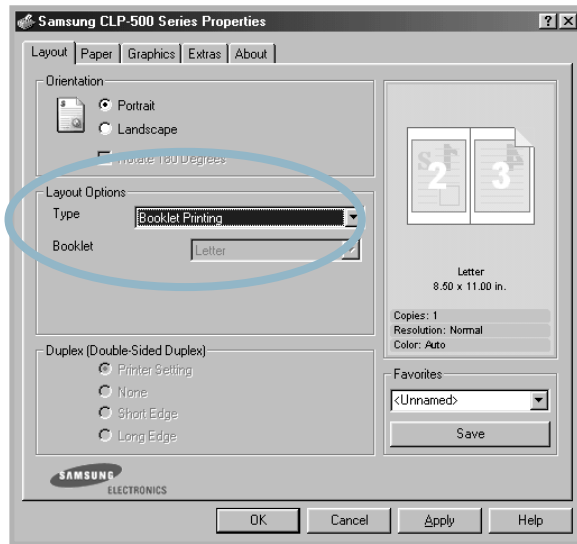 Samsung CLP-500 Series Properties
Layout Paper Graphics Extras About
Orientation
Portrait
Landscape
Rotate 180 Degrees
Layout Options
Type Booklet Printing
Booklet Letter
Duplex (Double-Sided Duplex)
Printer Setting
None
Short Edge
Long Edge
SAMSUNG
ELECTRONICS
2 3
Letter
8.50 x 11.00 in.
Copies: 1
Resolution: Normal
Color: Auto
Favorites
<Unnamed>
Save
OK Cancel Apply Help